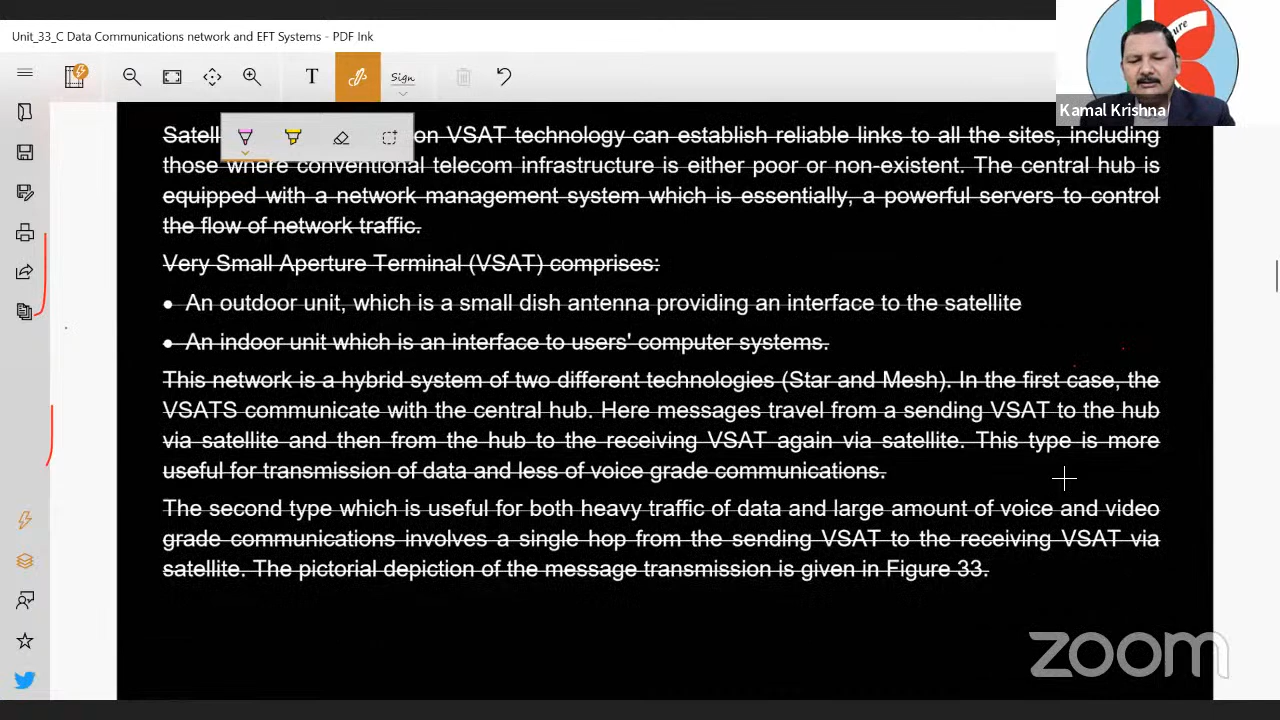 Unit_33_C Data Communications network and EFT Systems - PDF Ink
ure
T
Sign
Kamal Krishna
on VSAT technology can establish reliable links to all the sites, including
those where conventional telecom infrastructure is either poor or non-existent. The central hub is
equipped with a network management system which is essentially, a powerful servers to control
the flow of network traffic.
Very Small Aperture Terminal (VSAT) comprises:
• An outdoor unit, which is a small dish antenna providing an interface to the satellite
• An indoor unit which is an interface to users' computer systems.
This network is a hybrid system of two different technologies (Star and Mesh). In the first case, the
VSATS communicate with the central hub. Here messages travel from a sending VSAT to the hub
via satellite and then from the hub to the receiving VSAT again via satellite. This type is more
useful for transmission of data and less of voice grade communications.
The second type which is useful for both heavy traffic of data and large amount of voice and video
grade communications involves a single hop from the sending VSAT to the receiving VSAT via
satellite. The pictorial depiction of the message transmission is given in Figure 33.
zoom